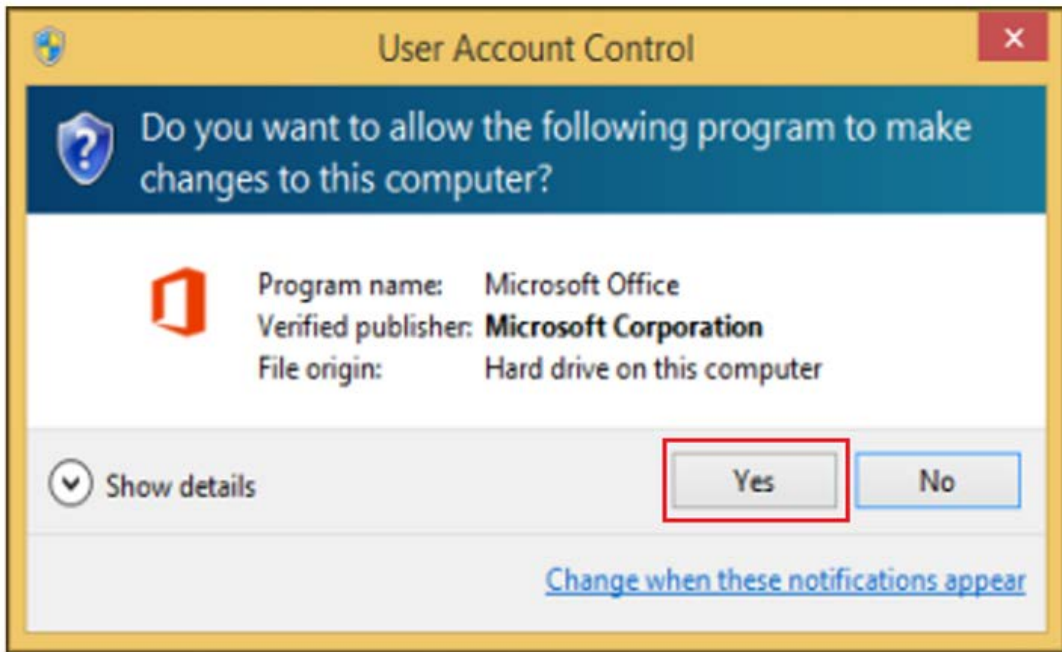 User Account Control
Do you want to allow the following program to make
changes to this computer?
Program name: Microsoft Office
Verified publisher: Microsoft Corporation
File origin: Hard drive on this computer
Show details
Yes
No
Change when these notifications appear